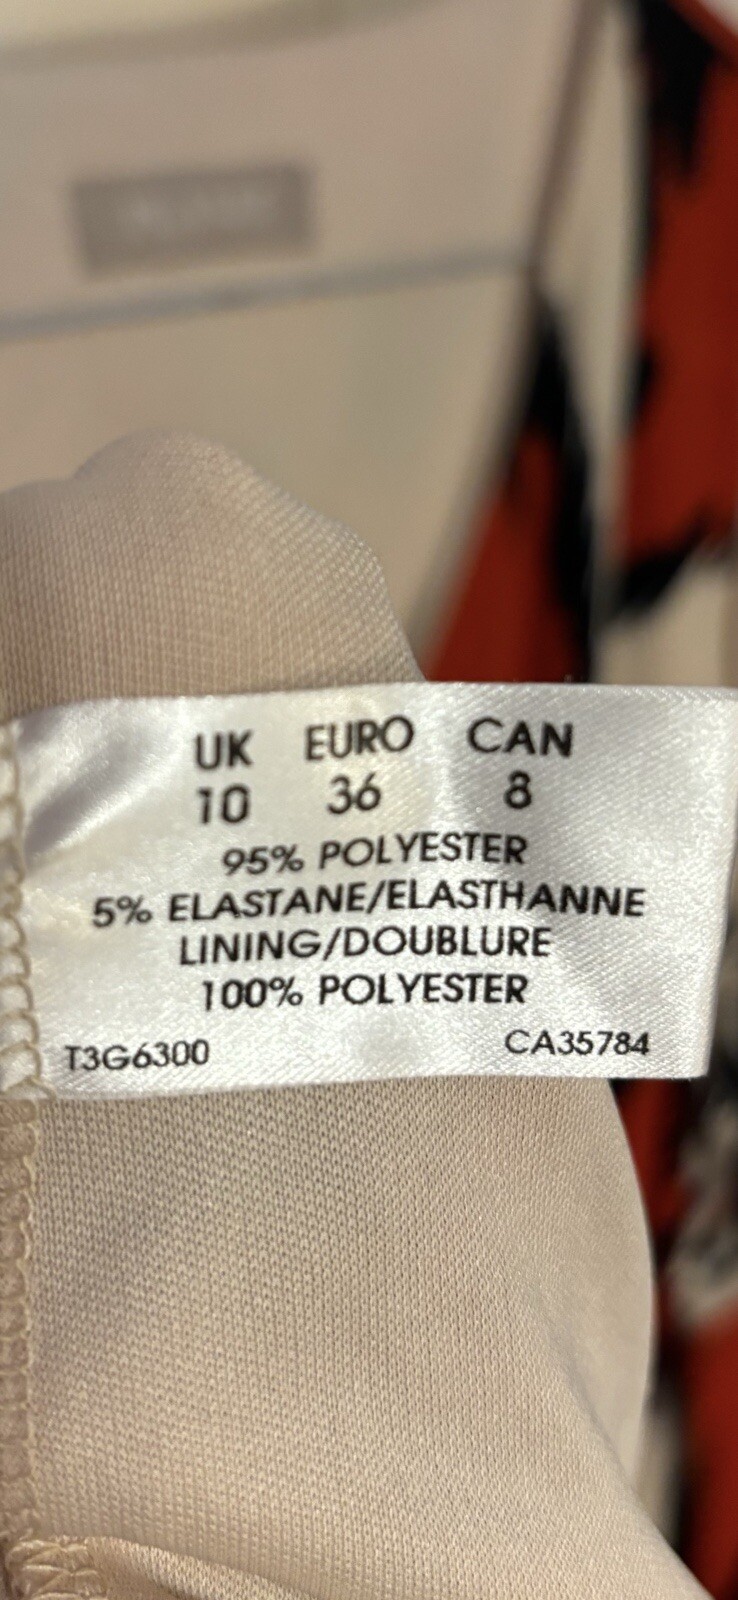 UK EURO CAN
10 36 8
95% POLYESTER
5% ELASTANE/ELASTHANNE
LINING/DOUBLURE
100% POLYESTER
T3G6300 CA35784